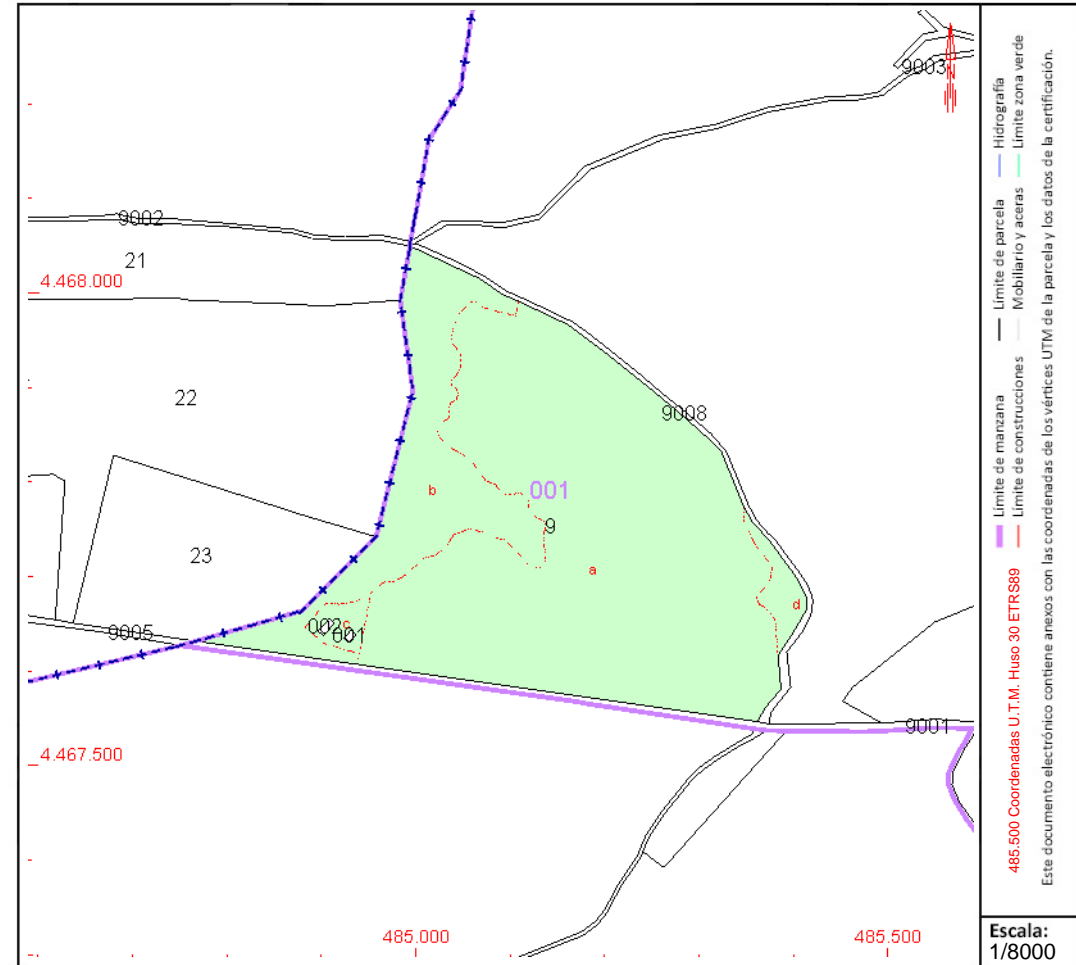 9003
N
9002
21
4.468.000
22
9008
b
001
9
23
a
d
002
c
001
9005
9001
4.467.500
485.000
485.500
Límite de manzana
Límite de parcela
Hidrografía
Límite de construcciones
Mobiliario y aceras
Límite zona verde
485.500 Coordenadas U.T.M. Huso 30 ETRS89
Este documento electrónico contiene anexos con las coordenadas de los vértices UTM de la parcela y los datos de la certificación.
Escala:
1/8000